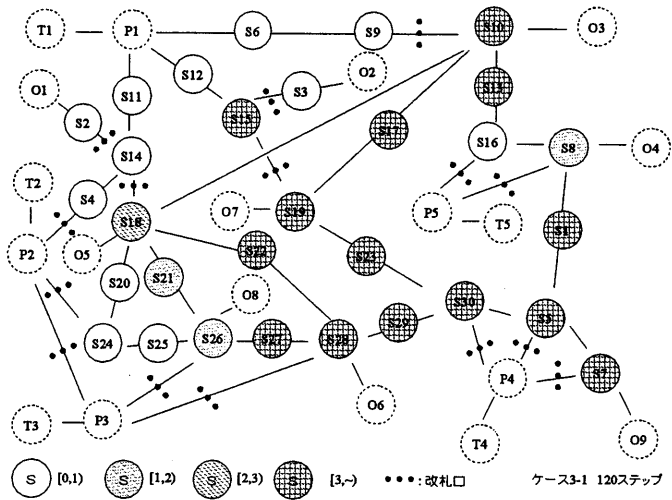 T1 P1 S6 S9 S10 O3
O1 S12 O2
S11 S3 S13
S2 S15 S17
S14 S16 S8 O4
T2 S4
O7 S19 P5 T5
P2 O5 S18 S1
S22 S23
S20 S21 O8
S30
S24 S25 S26 S27 S28 S29 S5
P4 S7
T3 P3 O6
T4 O9
S [0,1) S [1,2) S [2,3) S [3,~) :改札口 ケース3-1 120ステップ